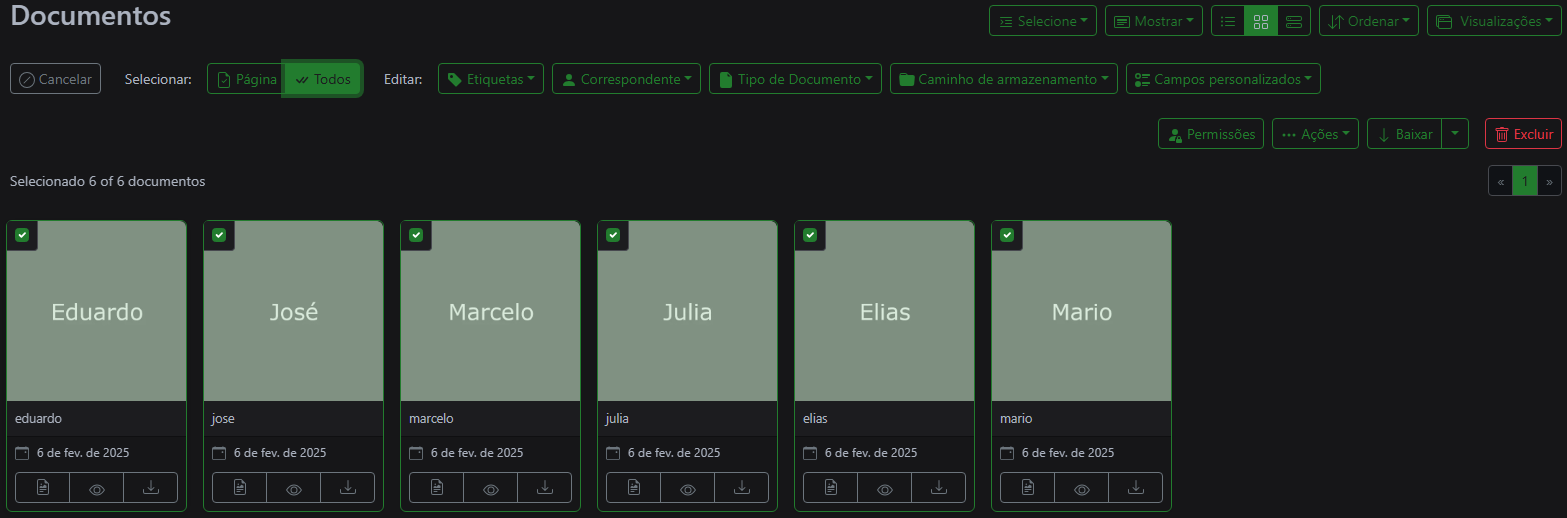 Documentos
Selecione
Mostrar
Ordenar
Visualizações
Cancelar
Selecionar:
Página
Todos
Editar:
Etiquetas
Correspondente
Tipo de Documento
Caminho de armazenamento
Campos personalizados
Permissões
Ações
Baixar
Excluir
Selecionado 6 of 6 documentos
« 1 »
Eduardo
eduardo
6 de fev. de 2025
José
jose
6 de fev. de 2025
Marcelo
marcelo
6 de fev. de 2025
Julia
julia
6 de fev. de 2025
Elias
elias
6 de fev. de 2025
Mario
mario
6 de fev. de 2025